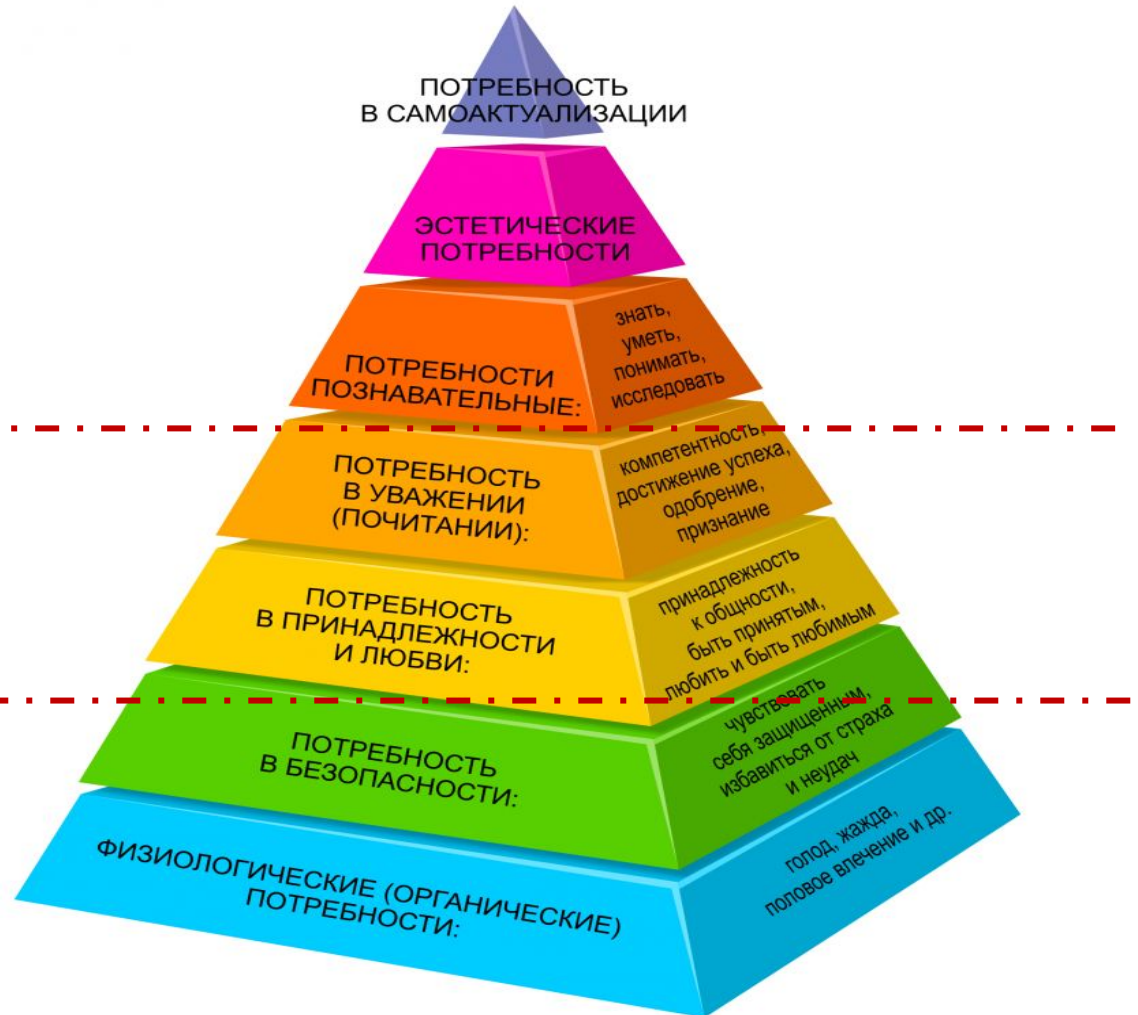 ПОТРЕБНОСТЬ
В САМОАКТУАЛИЗАЦИИ
ЭСТЕТИЧЕСКИЕ
ПОТРЕБНОСТИ
ПОТРЕБНОСТИ
ПОЗНАВАТЕЛЬНЫЕ:
знать,
уметь,
понимать,
исследовать
ПОТРЕБНОСТЬ
В УВАЖЕНИИ
(ПОЧИТАНИИ):
компетентность,
достижение успеха,
одобрение,
признание
ПОТРЕБНОСТЬ
В ПРИНАДЛЕЖНОСТИ
И ЛЮБВИ:
принадлежность
к общности,
быть принятым,
любить и быть любимым
ПОТРЕБНОСТЬ
В БЕЗОПАСНОСТИ:
чувствовать
себя защищенным,
избавиться от страха
и неудач
ФИЗИОЛОГИЧЕСКИЕ (ОРГАНИЧЕСКИЕ)
ПОТРЕБНОСТИ:
голод, жажда,
половое влечение и др.